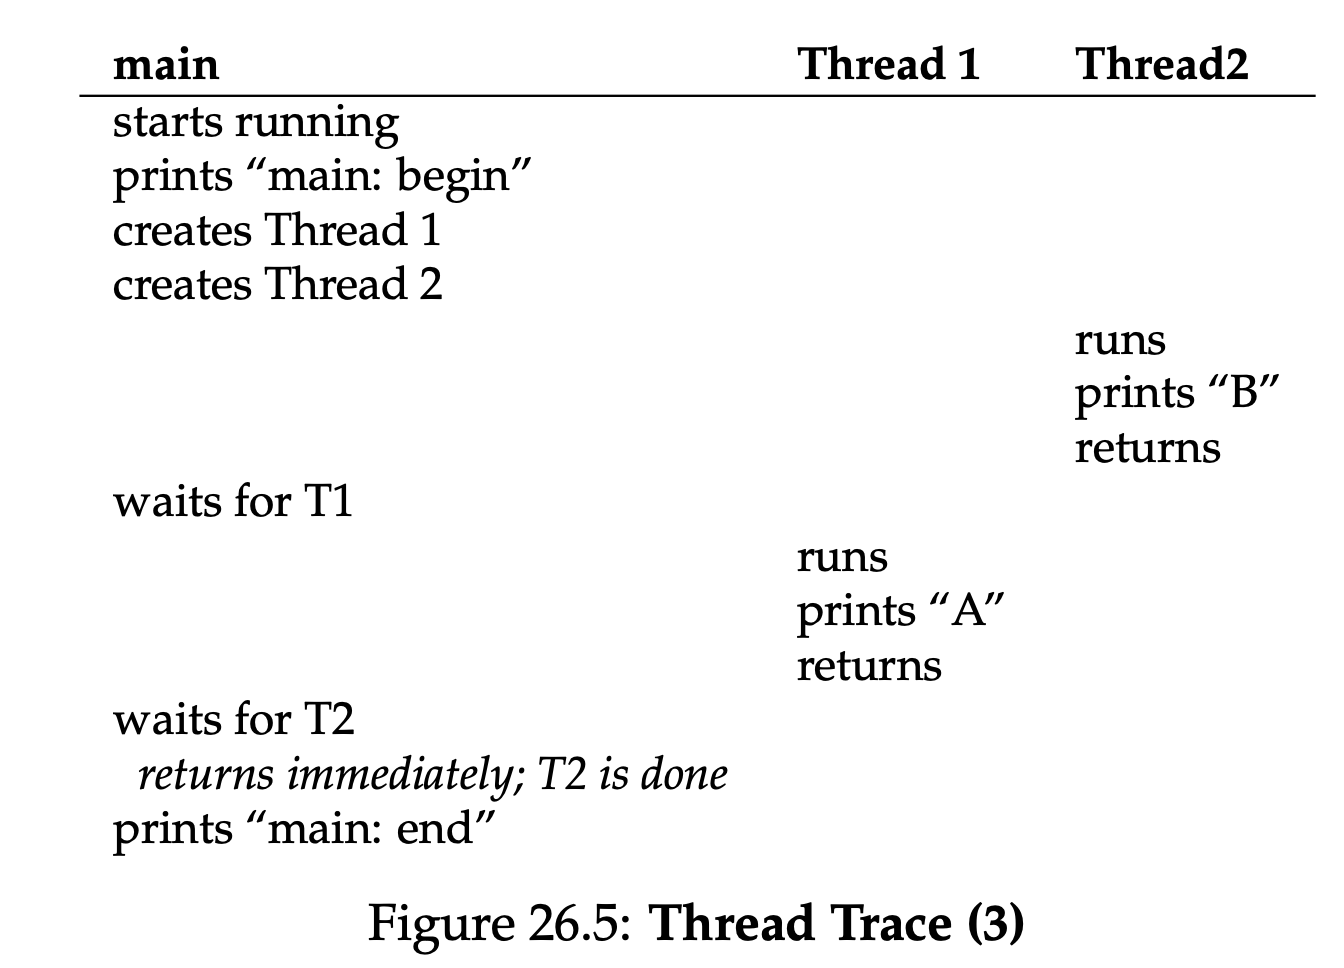 main Thread 1 Thread2
starts running
prints “main: begin”
creates Thread 1
creates Thread 2
runs
prints “B”
returns
waits for T1
runs
prints “A”
returns
waits for T2
returns immediately; T2 is done
prints “main: end”
Figure 26.5: Thread Trace (3)